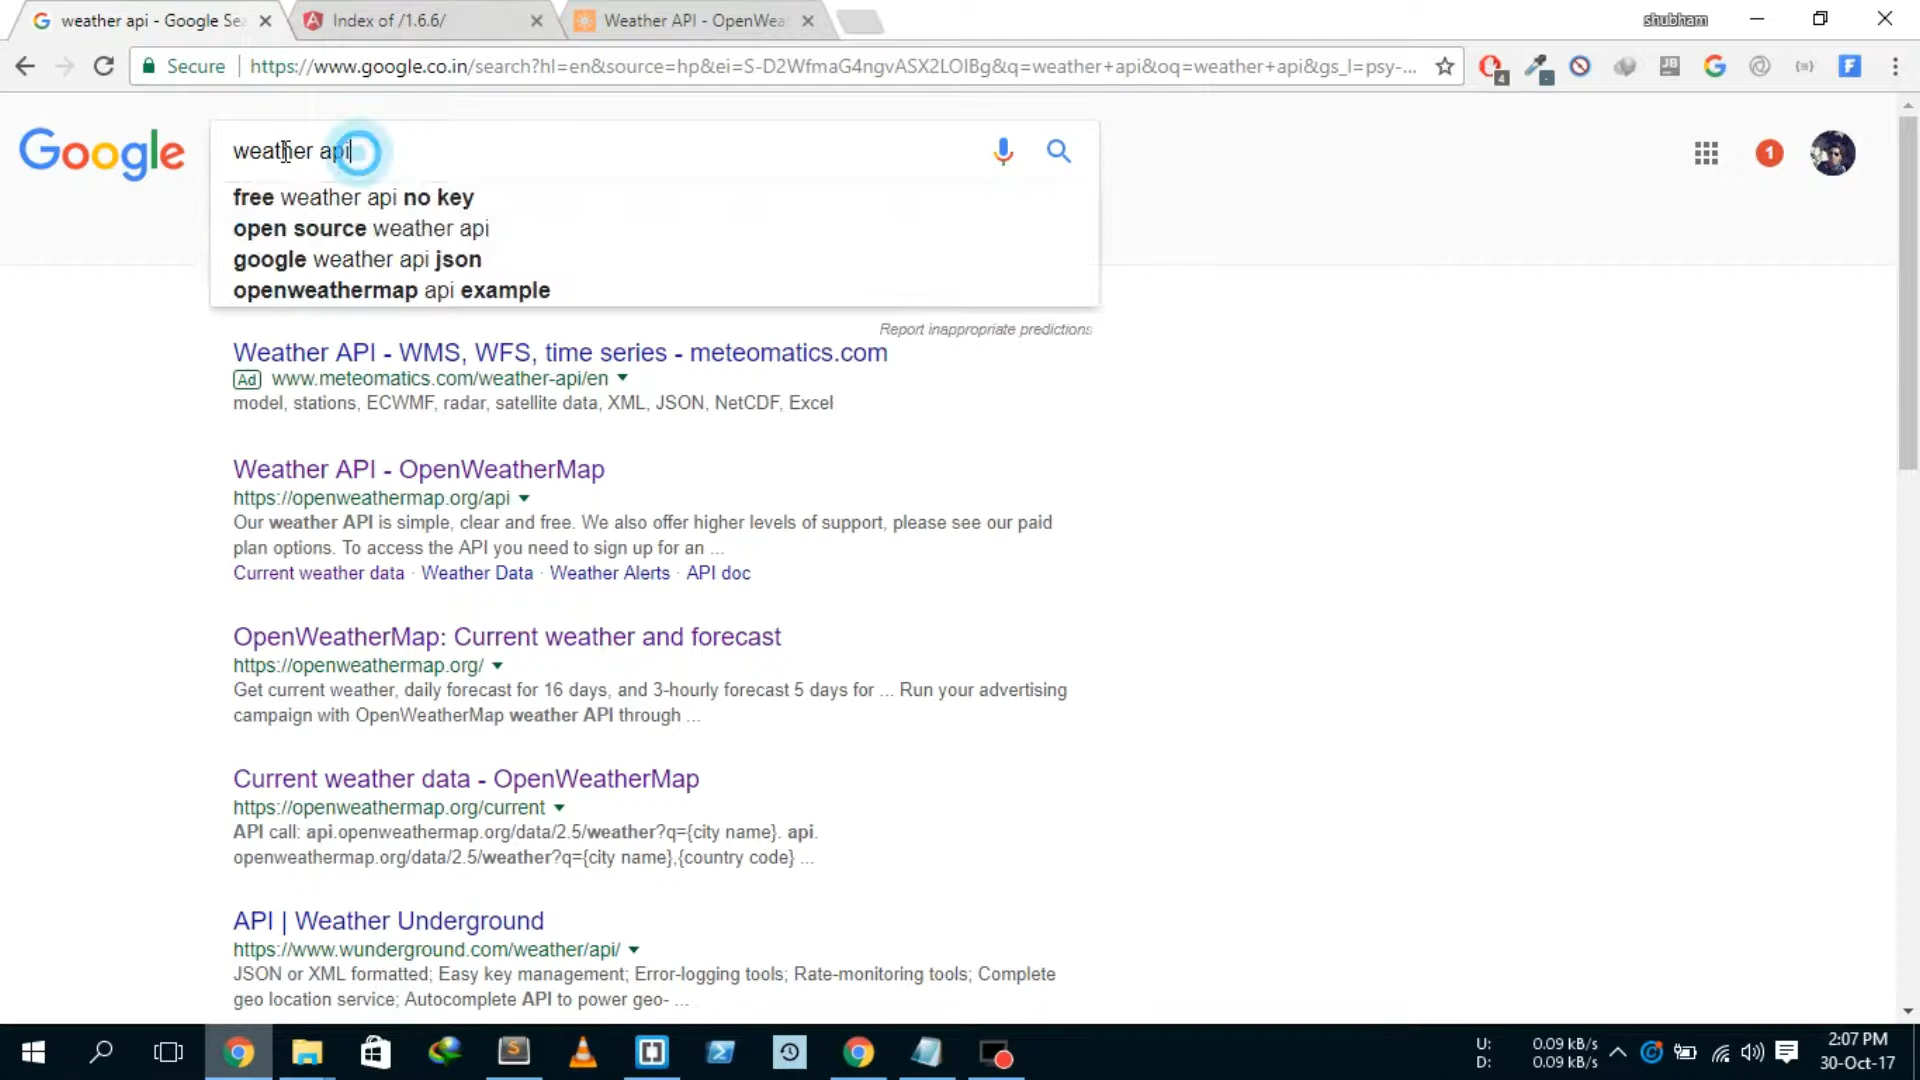 weather api - Google Sea
Index of /1.6.6/
Weather API - OpenWeat
shubham
Secure
https://www.google.co.in/search?hl=en&source=hp&ei=S-D2WfmaG4ngvASX2LOIBg&q=weather+api&oq=weather+api&gs_l=psy-...
Google
weather api
1
free weather api no key
open source weather api
google weather api json
openweathermap api example
Report inappropriate predictions
Weather API - WMS, WFS, time series - meteomatics.com
Ad www.meteomatics.com/weather-api/en
model, stations, ECWMF, radar, satellite data, XML, JSON, NetCDF, Excel
Weather API - OpenWeatherMap
https://openweathermap.org/api
Our weather API is simple, clear and free. We also offer higher levels of support, please see our paid
plan options. To access the API you need to sign up for an ...
Current weather data · Weather Data · Weather Alerts · API doc
OpenWeatherMap: Current weather and forecast
https://openweathermap.org/
Get current weather, daily forecast for 16 days, and 3-hourly forecast 5 days for ... Run your advertising
campaign with OpenWeatherMap weather API through ...
Current weather data - OpenWeatherMap
https://openweathermap.org/current
API call: api.openweathermap.org/data/2.5/weather?q={city name}. api.
openweathermap.org/data/2.5/weather?q={city name},{country code} ...
API | Weather Underground
https://www.wunderground.com/weather/api/
JSON or XML formatted; Easy key management; Error-logging tools; Rate-monitoring tools; Complete
geo location service; Autocomplete API to power geo- ...
U: 0.09 kB/s
D: 0.09 kB/s
2:07 PM
30-Oct-17